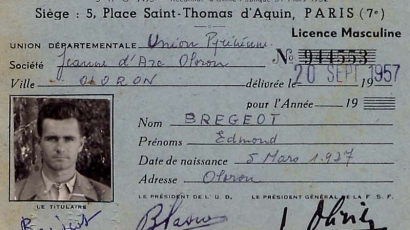 Siège : 5, Place Saint-Thomas d'Aquin, PARIS (7ᵉ)
Licence Masculine
UNION DÉPARTEMENTALE Union Pyrénéenne
Société Jeanne d'Arc Oloron
N° 944553
Ville OLORON délivrée le 20 SEPT 1957
pour l'Année 19
Nom BREGEOT
Prénoms Edmond
Date de naissance 5 Mars 1937
Adresse Oloron
LE TITULAIRE
LE PRÉSIDENT DE L'U. D.
LE PRÉSIDENT GÉNÉRAL DE LA F. S. F.